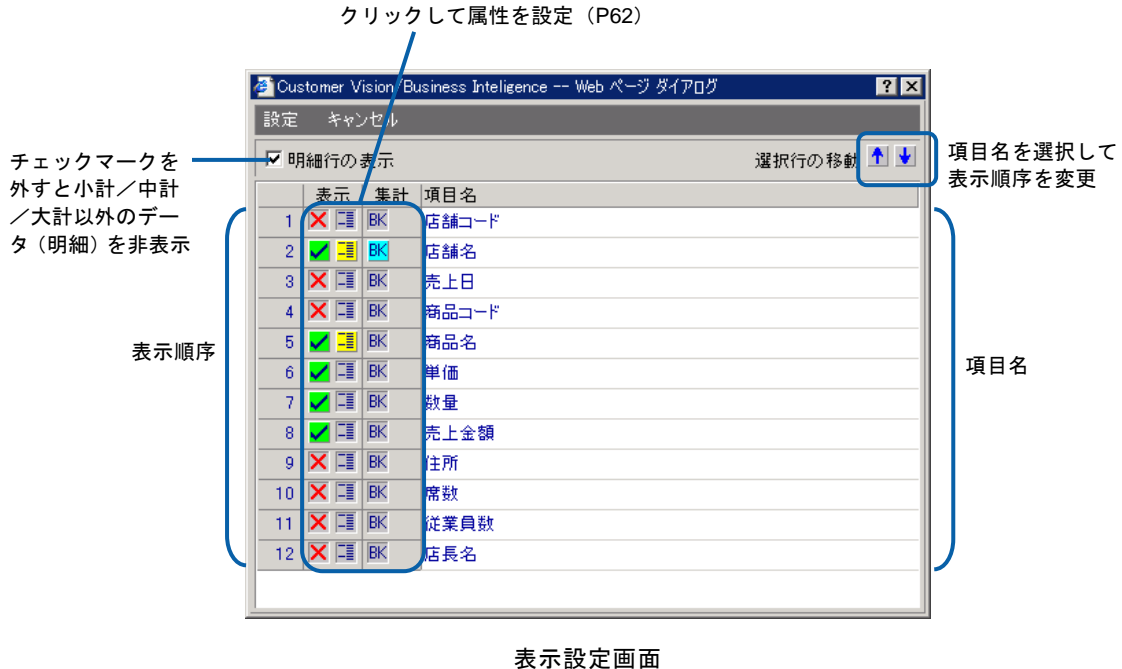 クリックして属性を設定（P62）
Customer Vision/Business Inteligence -- Web ページ ダイアログ
設定 キャンセル
チェックマークを
外すと小計／中計
／大計以外のデー
タ（明細）を非表示
明細行の表示
選択行の移動
項目名を選択して
表示順序を変更
表示 集計 項目名
1 BK 店舗コード
2 BK 店舗名
3 BK 売上日
4 BK 商品コード
5 BK 商品名
6 BK 単価
7 BK 数量
8 BK 売上金額
9 BK 住所
10 BK 席数
11 BK 従業員数
12 BK 店長名
表示順序
項目名
表示設定画面